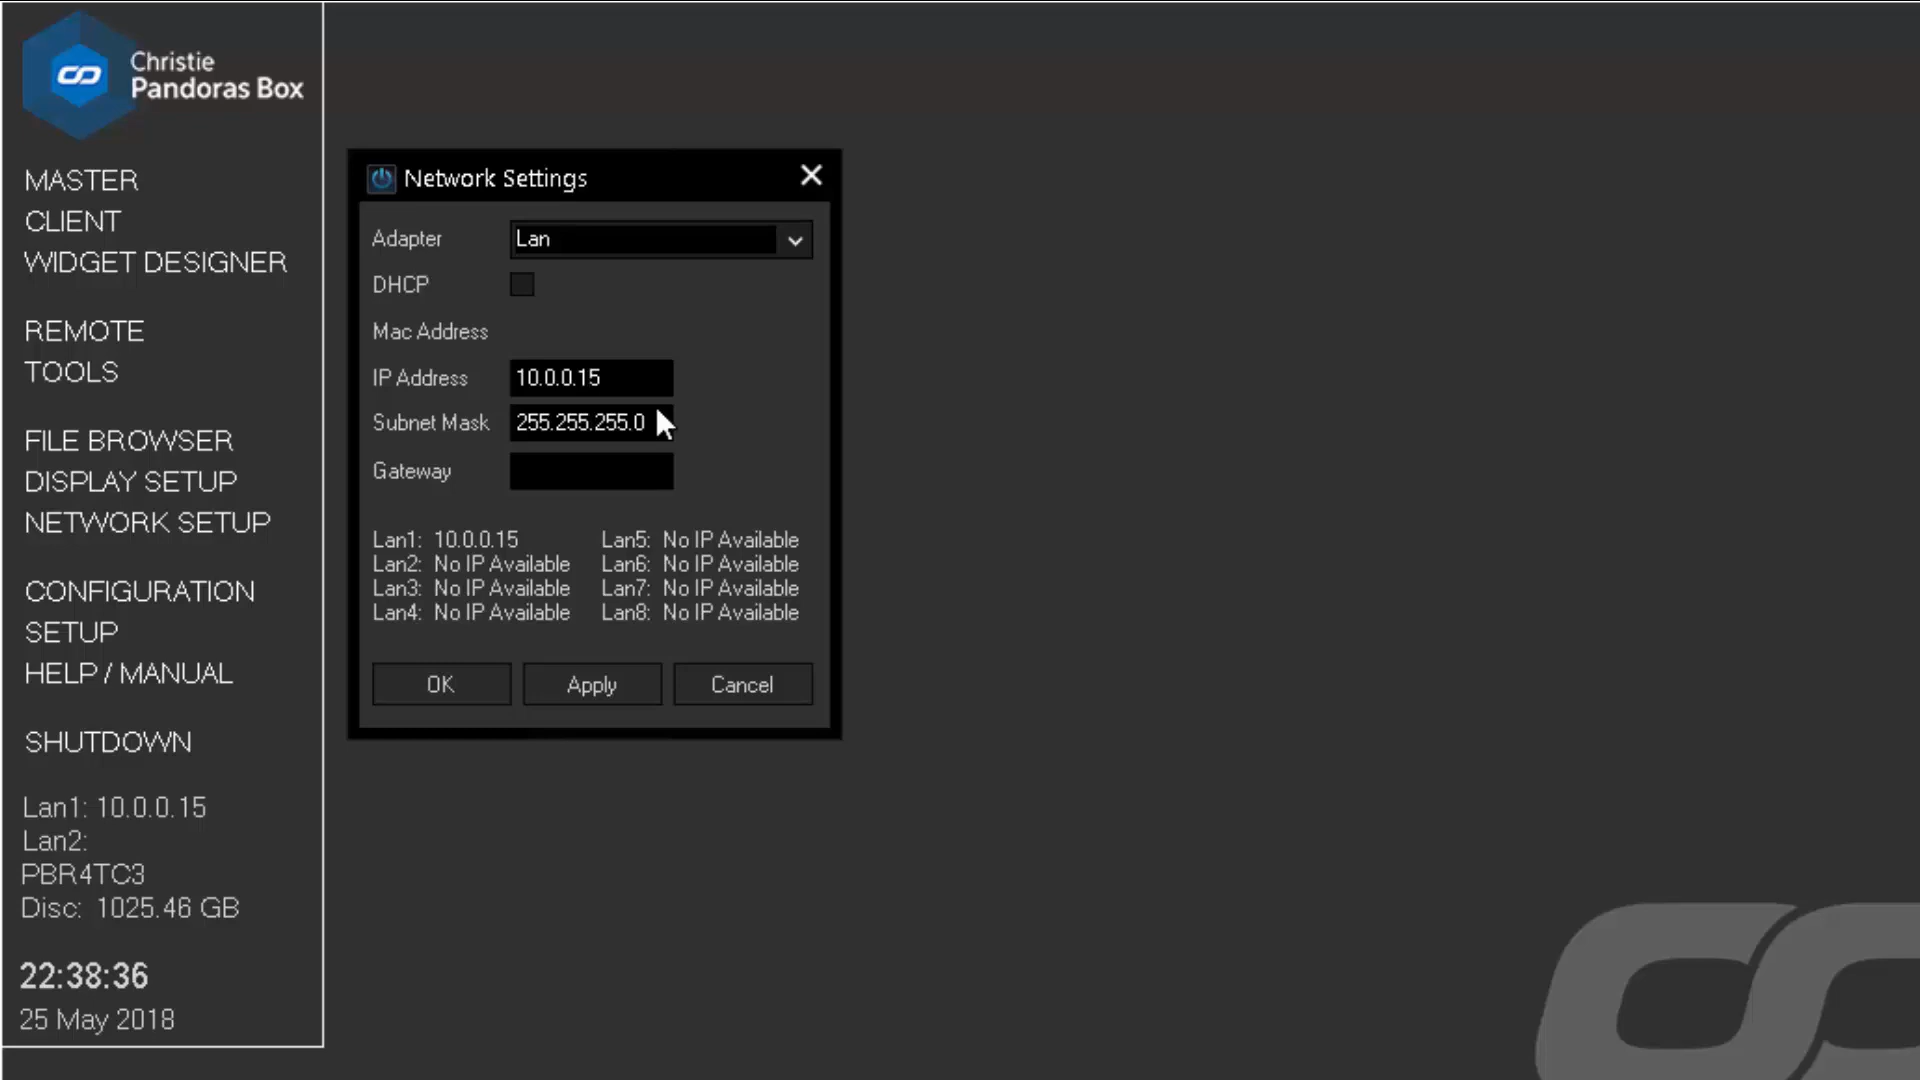 Christie
Pandoras Box
MASTER
CLIENT
WIDGET DESIGNER
REMOTE
TOOLS
FILE BROWSER
DISPLAY SETUP
NETWORK SETUP
CONFIGURATION
SETUP
HELP / MANUAL
SHUTDOWN
Lan1: 10.0.0.15
Lan2:
PBR4TC3
Disc: 1025.46 GB
22:38:36
25 May 2018
Network Settings
Adapter Lan
DHCP
Mac Address
IP Address 10.0.0.15
Subnet Mask 255.255.255.0
Gateway
Lan1: 10.0.0.15 Lan5: No IP Available
Lan2: No IP Available Lan6: No IP Available
Lan3: No IP Available Lan7: No IP Available
Lan4: No IP Available Lan8: No IP Available
OK Apply Cancel